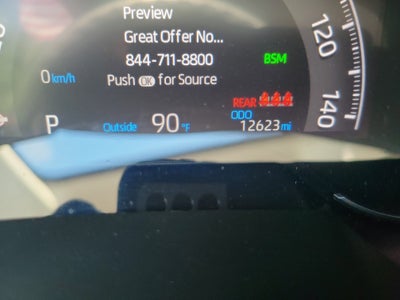 Preview
Great Offer No...
844-711-8800
BSM
0 km/h
Push OK for Source
REAR
ODO
P
Outside 90 °F
12623 mi
120
140